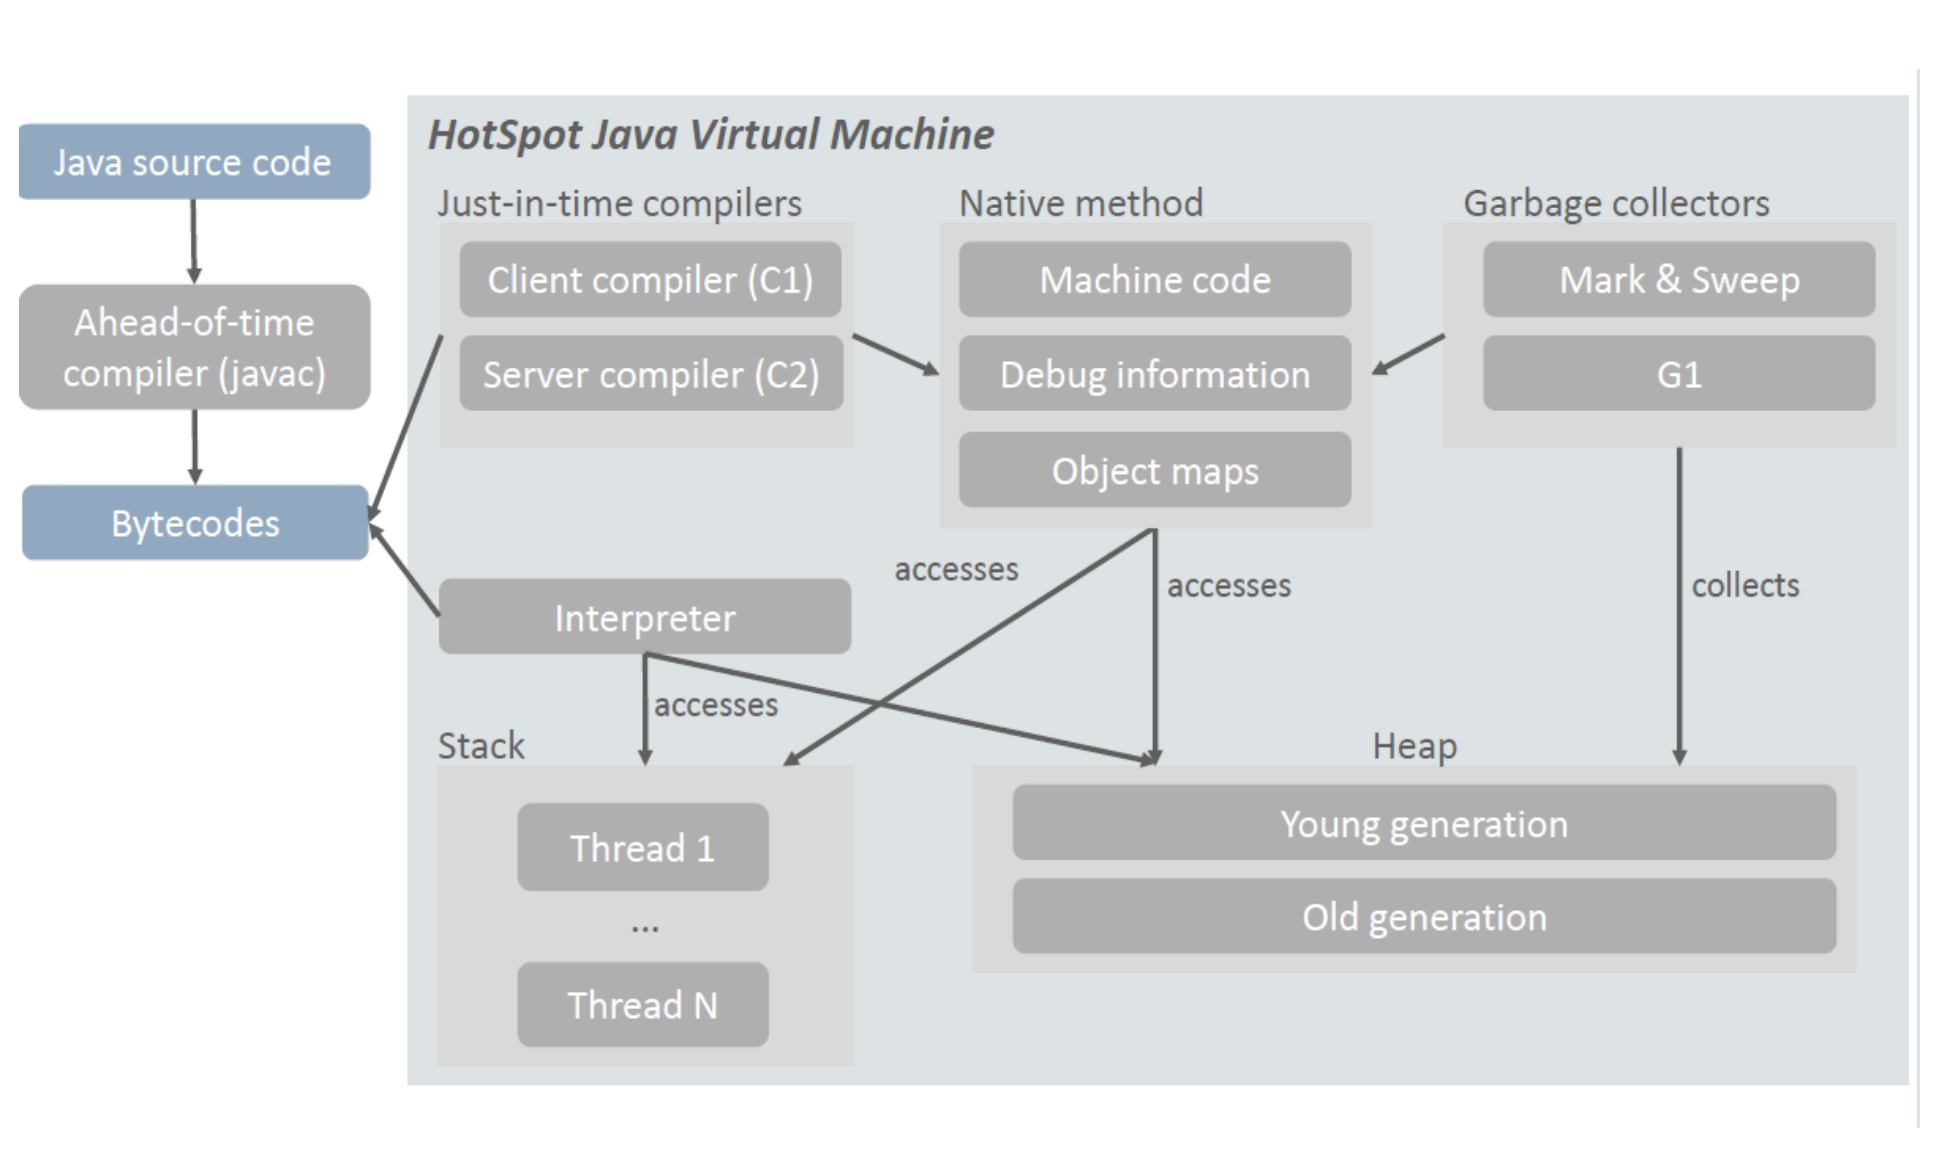 HotSpot Java Virtual Machine
Java source code
Ahead-of-time
compiler (javac)
Bytecodes
Just-in-time compilers
Client compiler (C1)
Server compiler (C2)
Native method
Machine code
Debug information
Object maps
Garbage collectors
Mark & Sweep
G1
Interpreter
accesses
accesses
accesses
collects
Stack
Thread 1
...
Thread N
Heap
Young generation
Old generation